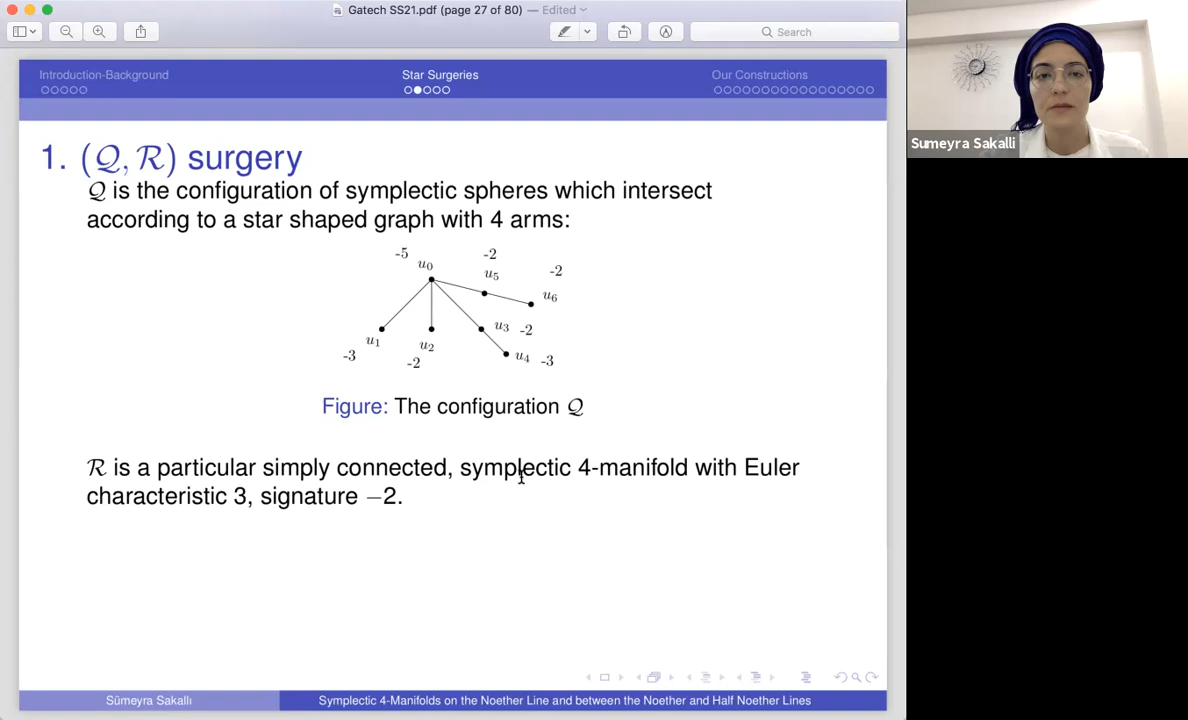 Gatech SS21.pdf (page 27 of 80) — Edited
Search
Introduction-Background
Star Surgeries
Our Constructions
1. (𝒬, ℛ) surgery
𝒬 is the configuration of symplectic spheres which intersect
according to a star shaped graph with 4 arms:
-5 u₀
-2 u₅
-2 u₆
u₁ -3
u₂ -2
u₃ -2
u₄ -3
Figure: The configuration 𝒬
ℛ is a particular simply connected, symplectic 4-manifold with Euler
characteristic 3, signature −2.
Sümeyra Sakallı
Symplectic 4-Manifolds on the Noether Line and between the Noether and Half Noether Lines
Sumeyra Sakalli